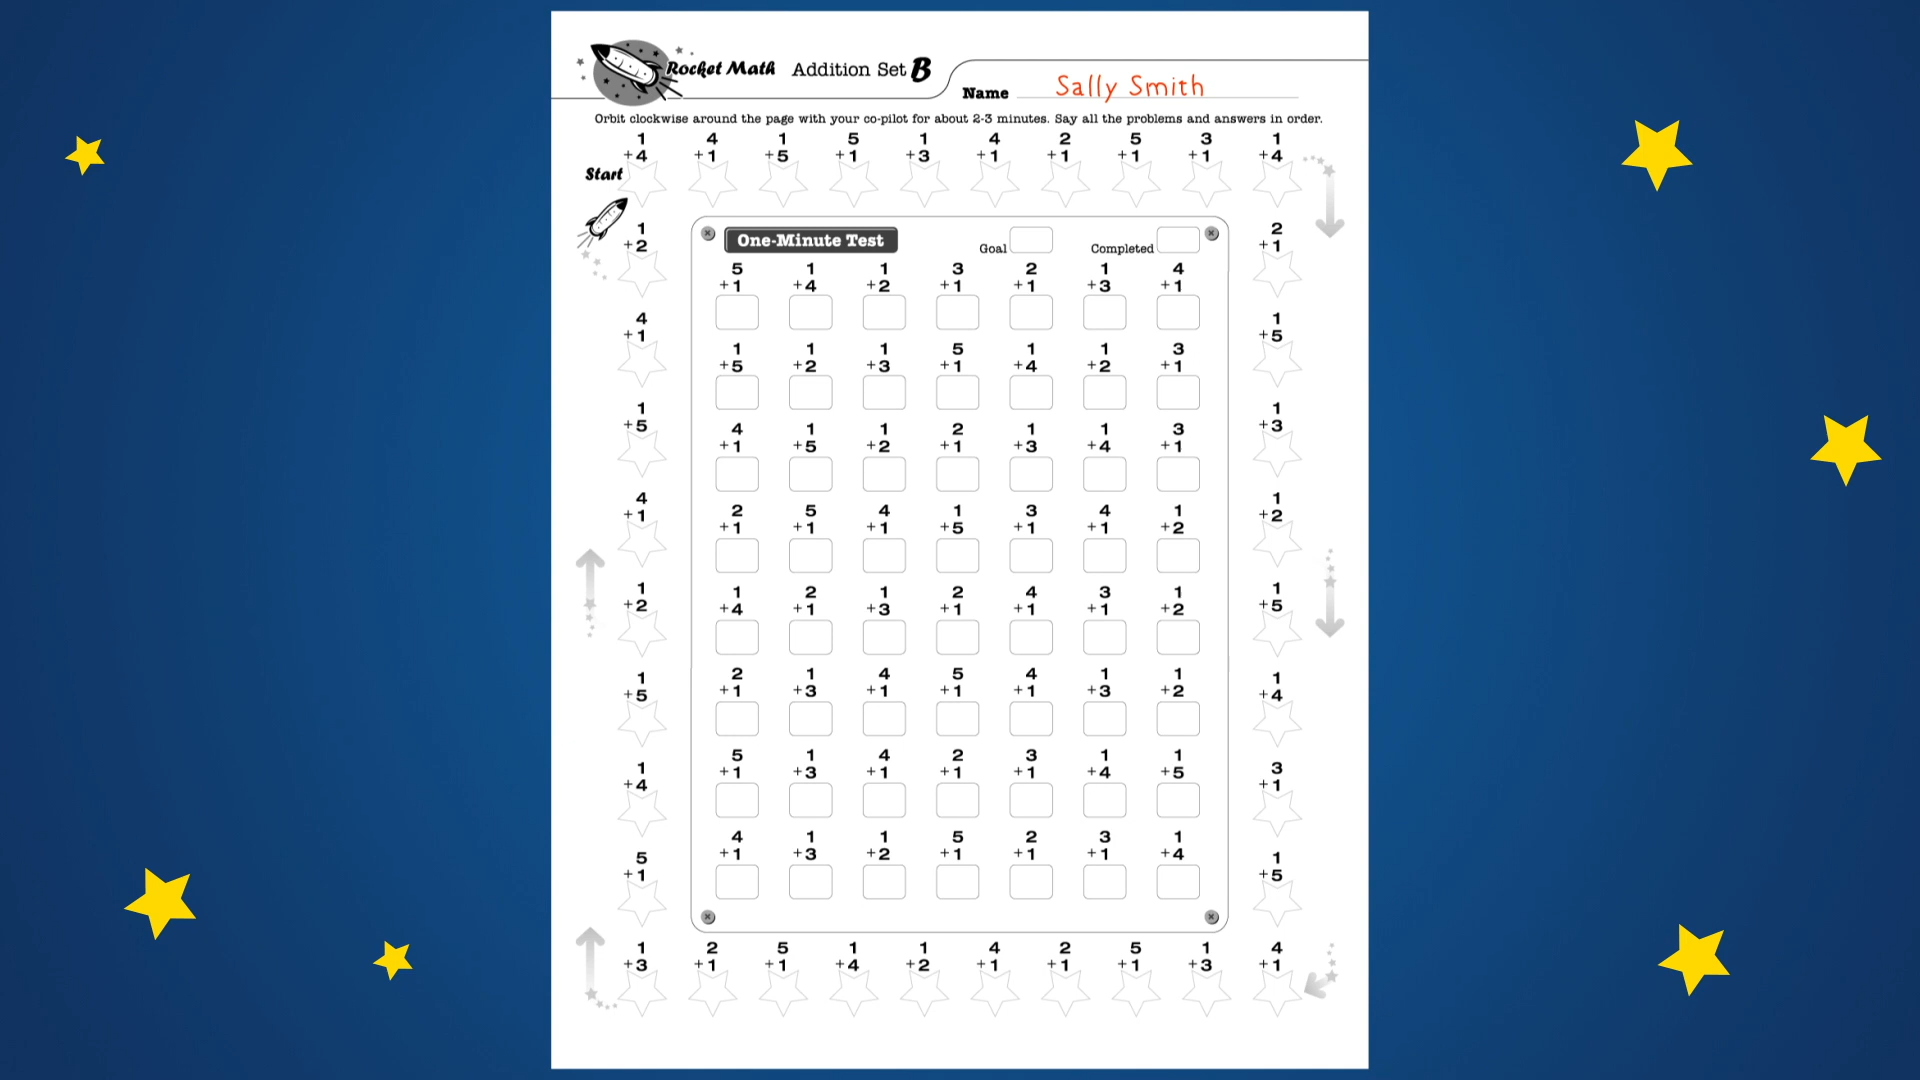 Rocket Math Addition Set B
Name Sally Smith
Orbit clockwise around the page with your co-pilot for about 2-3 minutes. Say all the problems and answers in order.
1 4 1 5 1 4 2 5 3 1
+4 +1 +5 +1 +3 +1 +1 +1 +1 +4
Start
1 2
+2 +1
One-Minute Test Goal Completed
5 1 1 3 2 1 4
+1 +4 +2 +1 +1 +3 +1
4 1
+1 +5
1 1 1 5 1 1 3
+5 +2 +3 +1 +4 +2 +1
1 1
+5 +3
4 1 1 2 1 1 3
+1 +5 +2 +1 +3 +4 +1
4 1
+1 +2
2 5 4 1 3 4 1
+1 +1 +1 +5 +1 +1 +2
1 1
+2 +5
1 2 1 2 4 3 1
+4 +1 +3 +1 +1 +1 +2
1 1
+5 +4
2 1 4 5 4 1 1
+1 +3 +1 +1 +1 +3 +2
1 3
+4 +1
5 1 4 2 3 1 1
+1 +3 +1 +1 +1 +4 +5
5 1
+1 +5
4 1 1 5 2 3 1
+1 +3 +2 +1 +1 +1 +4
1 2 5 1 1 4 2 5 1 4
+3 +1 +1 +4 +2 +1 +1 +1 +3 +1